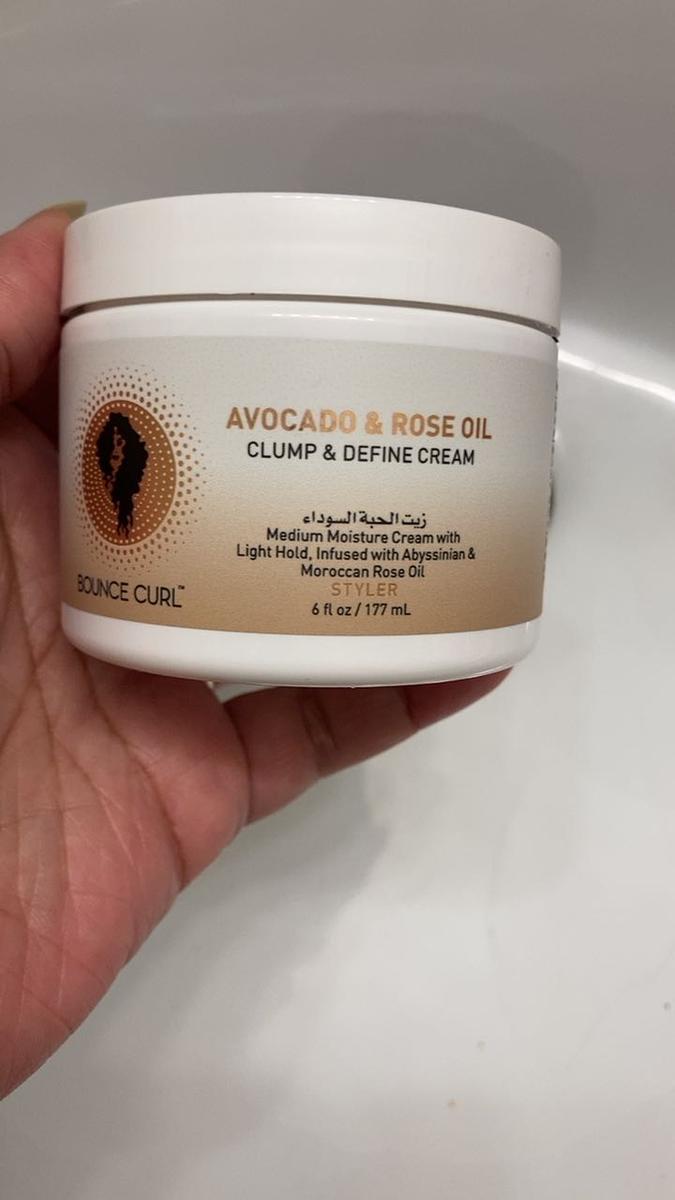 AVOCADO & ROSE OIL
CLUMP & DEFINE CREAM
زيت الحبة السوداء
Medium Moisture Cream with
Light Hold, Infused with Abyssinian &
Moroccan Rose Oil
STYLER
6 fl oz / 177 mL
BOUNCE CURL™